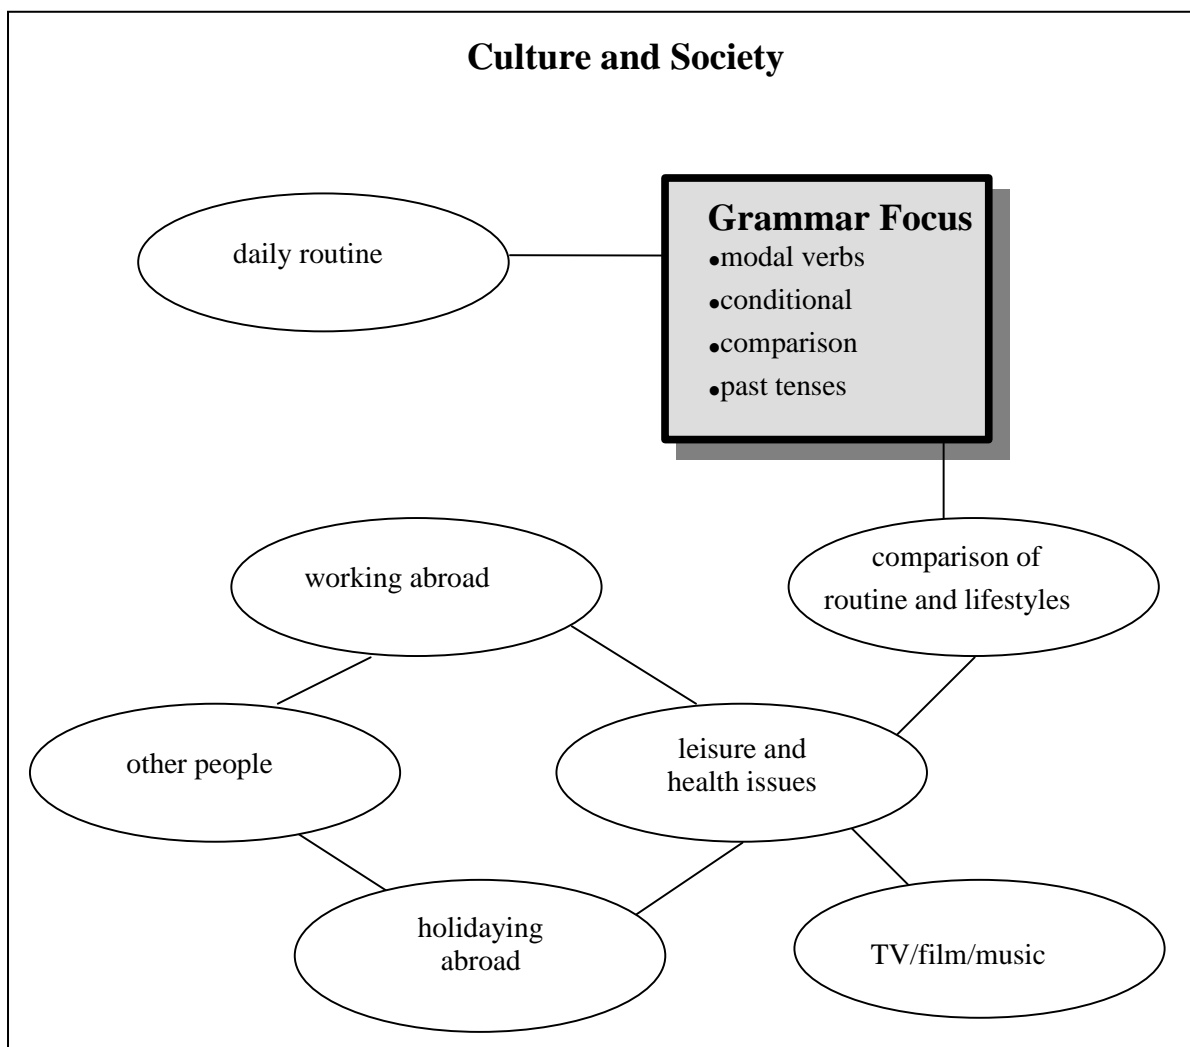 Culture and Society
daily routine
Grammar Focus
•modal verbs
•conditional
•comparison
•past tenses
working abroad
comparison of
routine and lifestyles
other people
leisure and
health issues
holidaying
abroad
TV/film/music